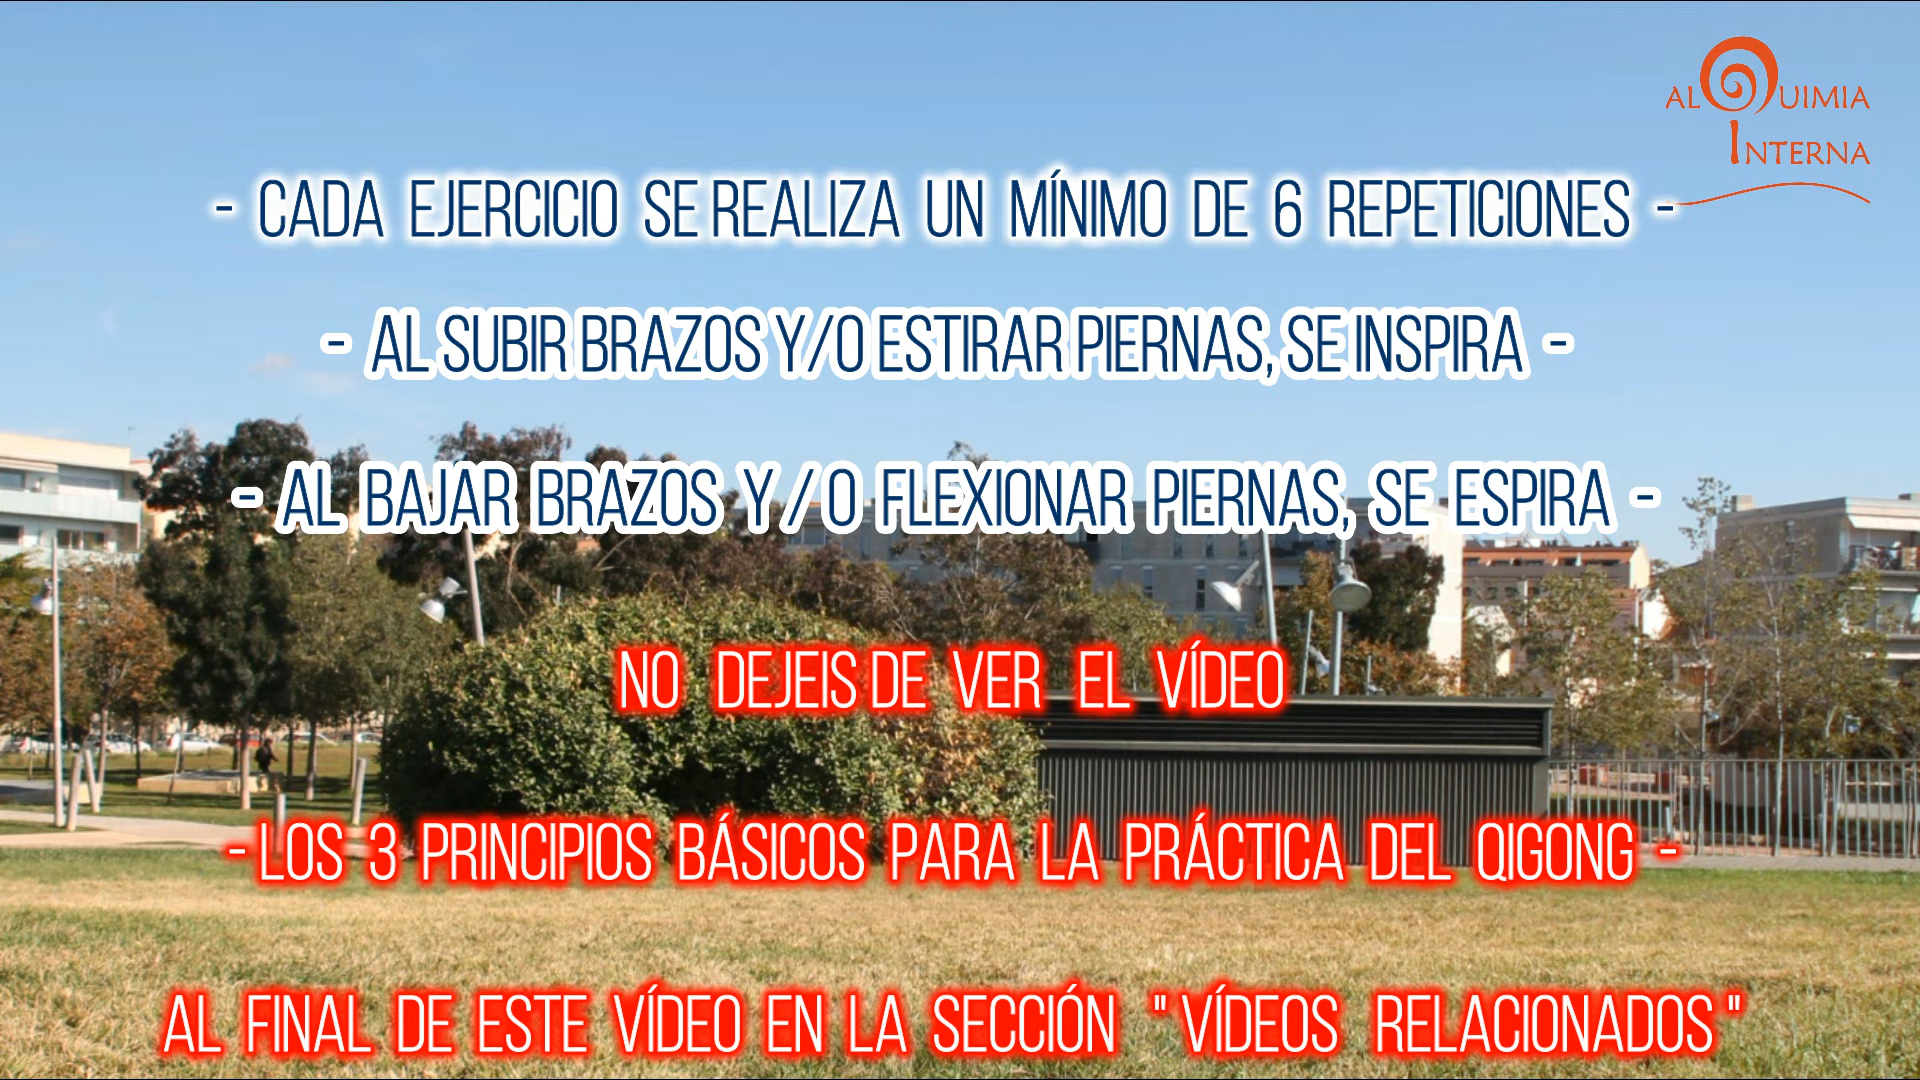 ALQUIMIA
INTERNA
- CADA EJERCICIO SE REALIZA UN MÍNIMO DE 6 REPETICIONES -
- AL SUBIR BRAZOS Y/O ESTIRAR PIERNAS, SE INSPIRA -
- AL BAJAR BRAZOS Y/O FLEXIONAR PIERNAS, SE ESPIRA -
NO DEJEIS DE VER EL VÍDEO
- LOS 3 PRINCIPIOS BÁSICOS PARA LA PRÁCTICA DEL QIGONG -
AL FINAL DE ESTE VÍDEO EN LA SECCIÓN "VÍDEOS RELACIONADOS"